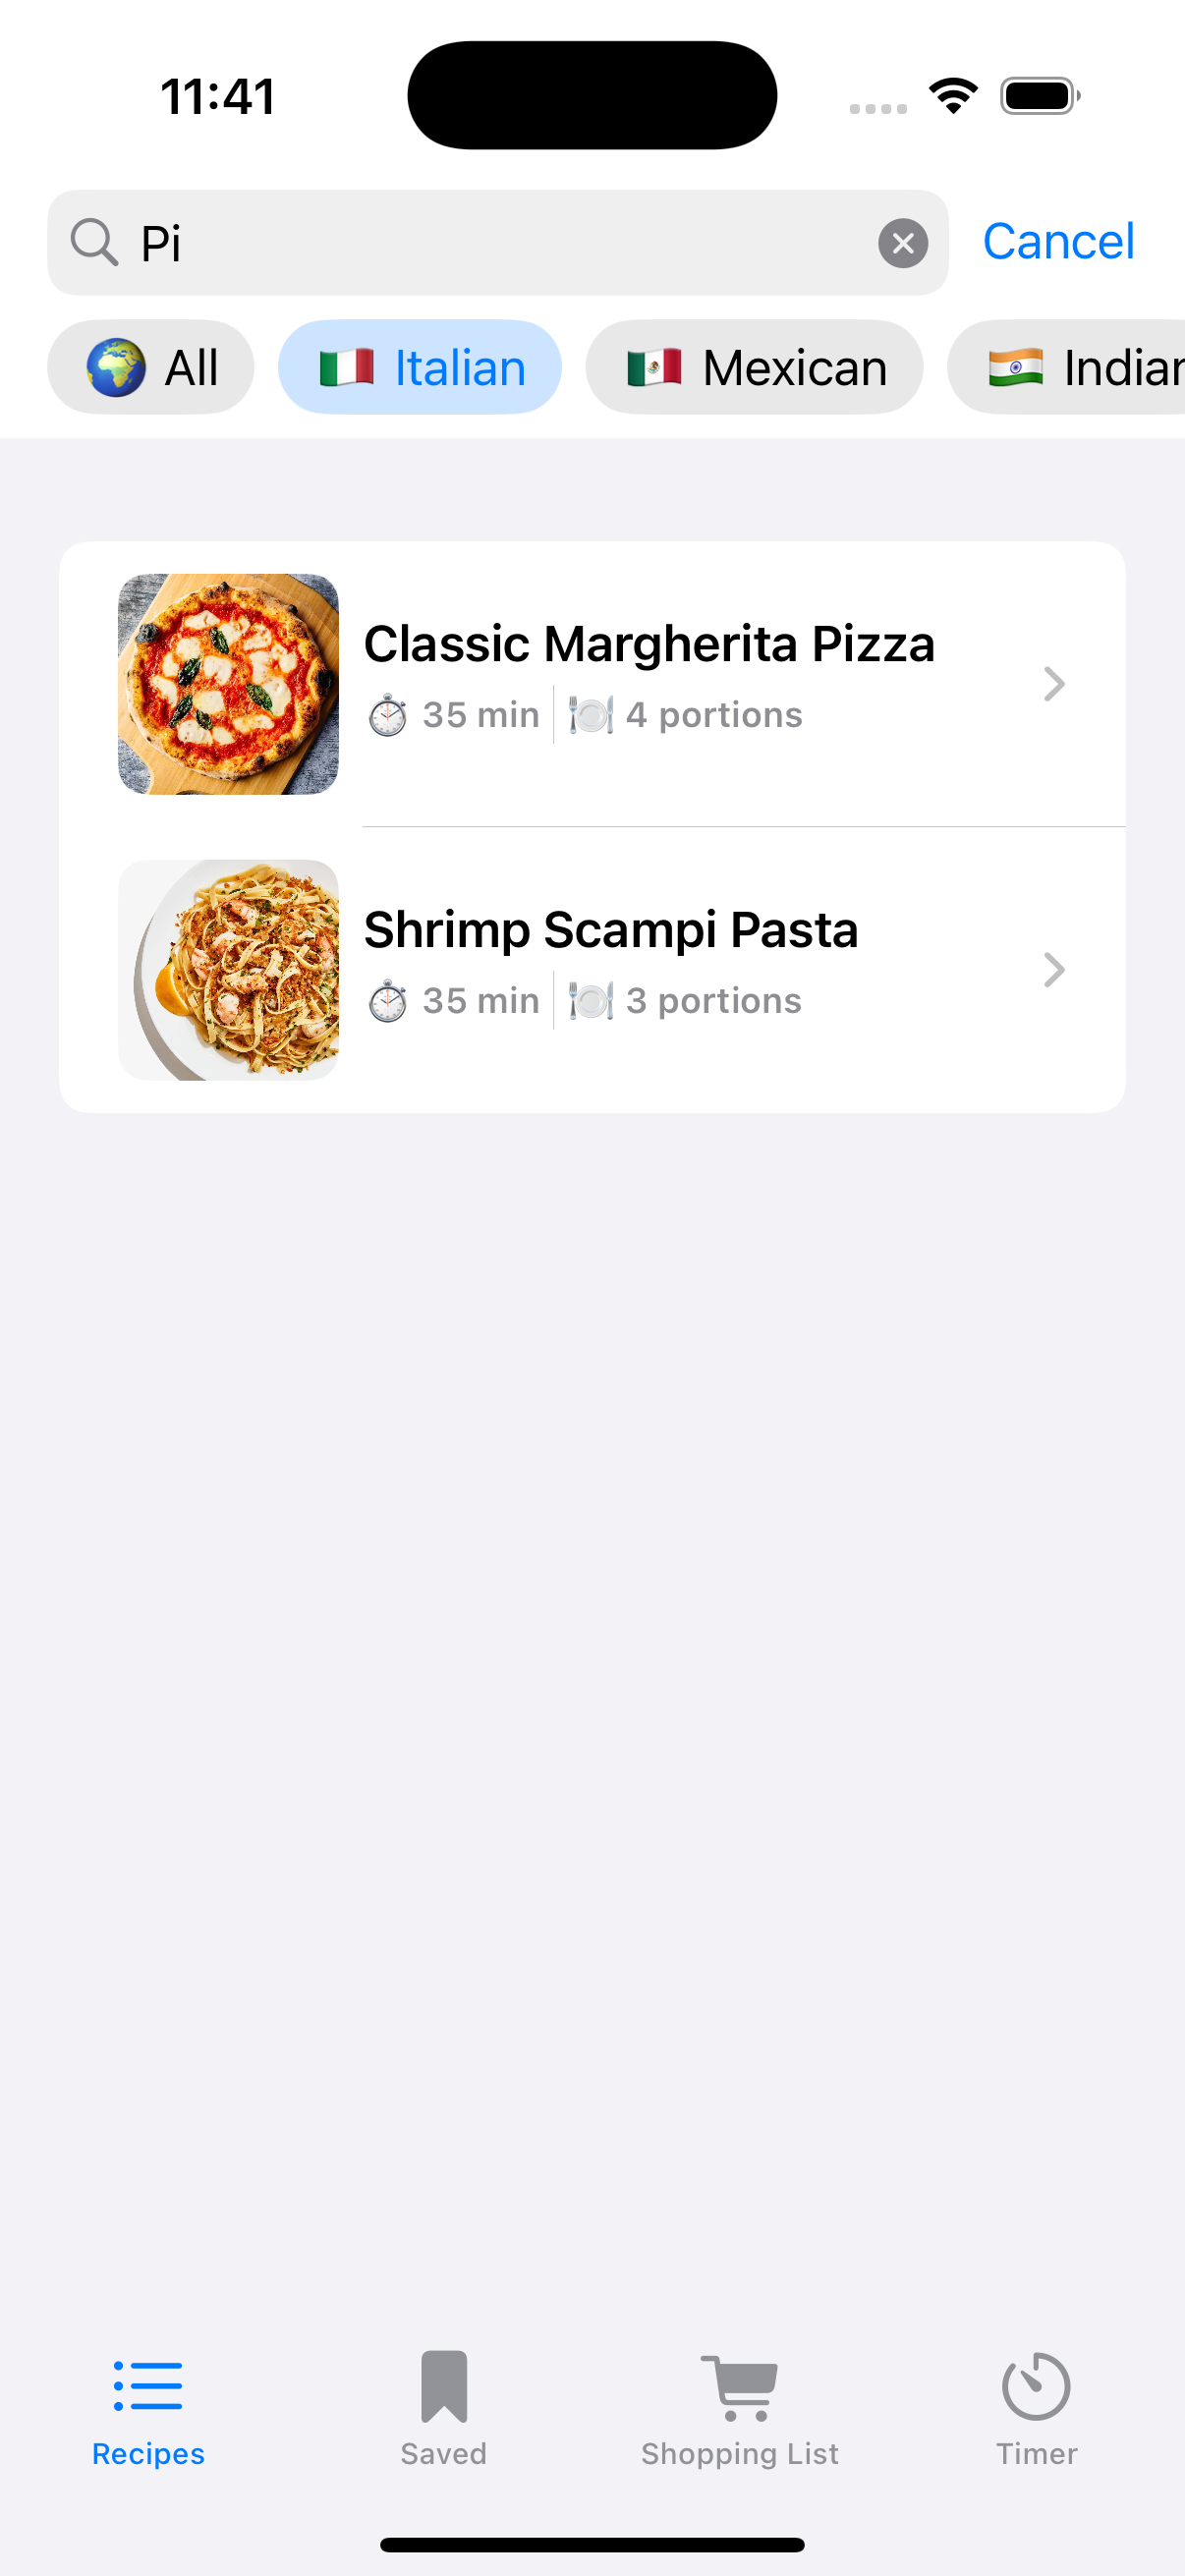 11:41
Pi
Cancel
All
Italian
Mexican
Indian
Classic Margherita Pizza
35 min
4 portions
Shrimp Scampi Pasta
35 min
3 portions
Recipes
Saved
Shopping List
Timer